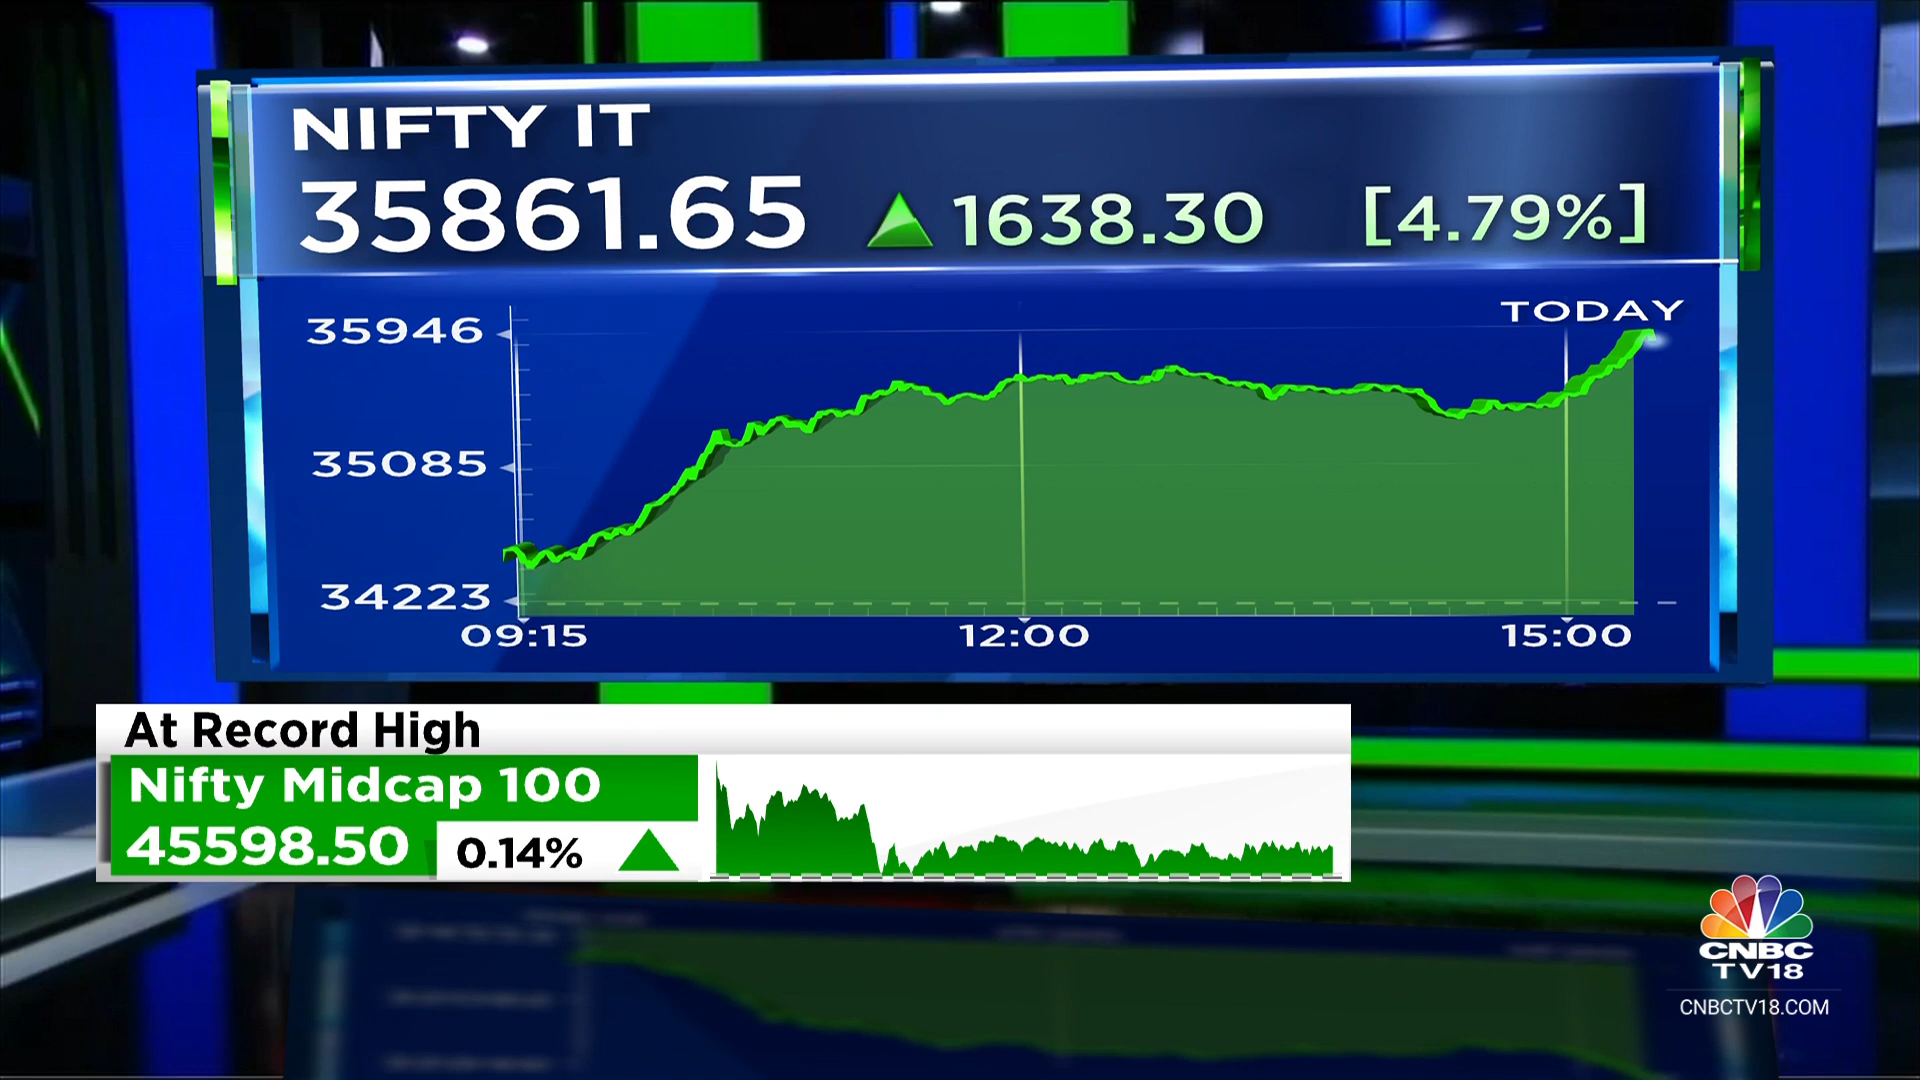 NIFTY IT
35861.65 1638.30 [4.79%]
TODAY
35946
35085
34223
09:15 12:00 15:00
At Record High
Nifty Midcap 100
45598.50 0.14%
CNBC
TV18
CNBCTV18.COM